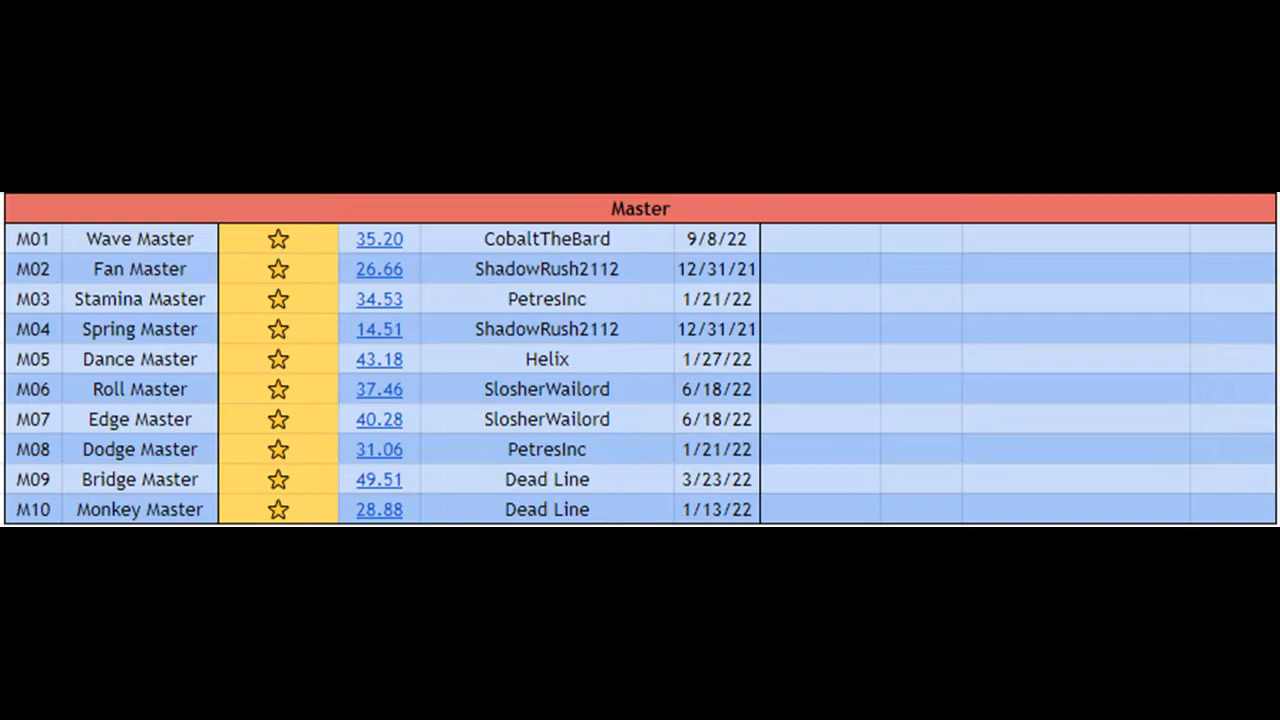 Master
M01 Wave Master ☆ 35.20 CobaltTheBard 9/8/22
M02 Fan Master ☆ 26.66 ShadowRush2112 12/31/21
M03 Stamina Master ☆ 34.53 PetresInc 1/21/22
M04 Spring Master ☆ 14.51 ShadowRush2112 12/31/21
M05 Dance Master ☆ 43.18 Helix 1/27/22
M06 Roll Master ☆ 37.46 SlosherWailord 6/18/22
M07 Edge Master ☆ 40.28 SlosherWailord 6/18/22
M08 Dodge Master ☆ 31.06 PetresInc 1/21/22
M09 Bridge Master ☆ 49.51 Dead Line 3/23/22
M10 Monkey Master ☆ 28.88 Dead Line 1/13/22